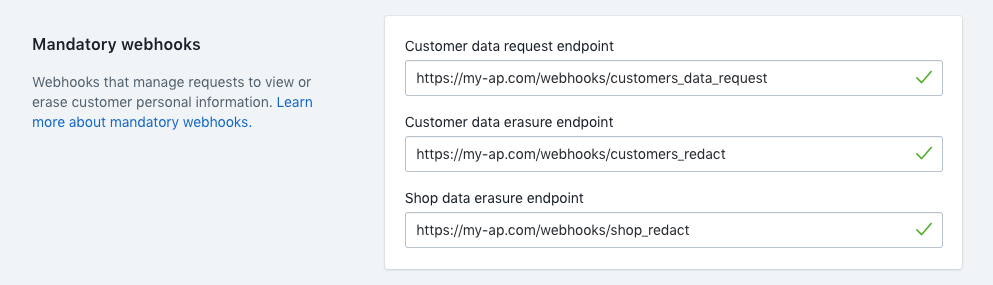 Mandatory webhooks
Webhooks that manage requests to view or
erase customer personal information. Learn
more about mandatory webhooks.
Customer data request endpoint
https://my-ap.com/webhooks/customers_data_request
Customer data erasure endpoint
https://my-ap.com/webhooks/customers_redact
Shop data erasure endpoint
https://my-ap.com/webhooks/shop_redact